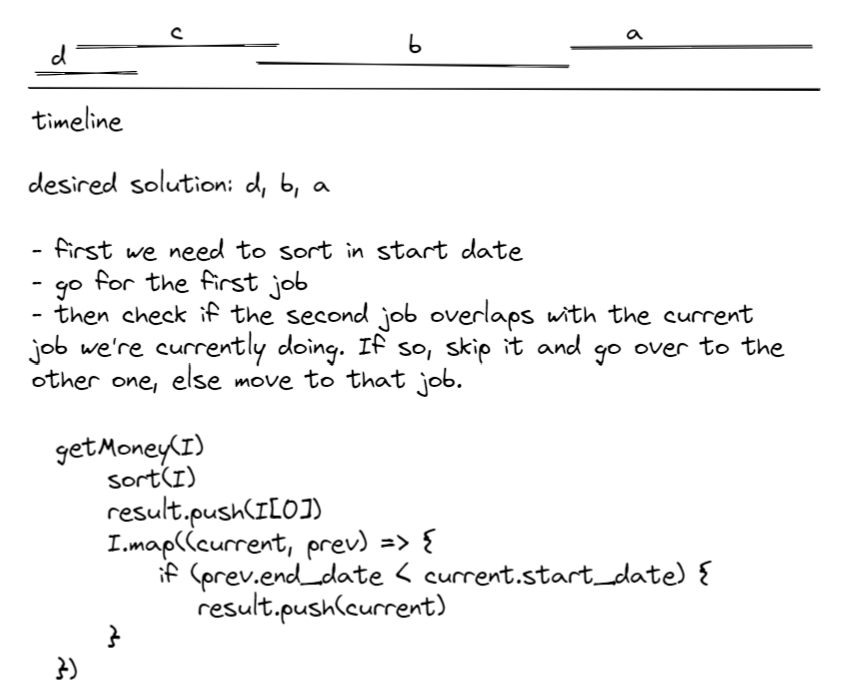 c
a
b
d
timeline
desired solution: d, b, a
- first we need to sort in start date
- go for the first job
- then check if the second job overlaps with the current
job we're currently doing. If so, skip it and go over to the
other one, else move to that job.
getMoney(I)
sort(I)
result.push(I[0])
I.map((current, prev) => {
if (prev.end_date < current.start_date) {
result.push(current)
}
})